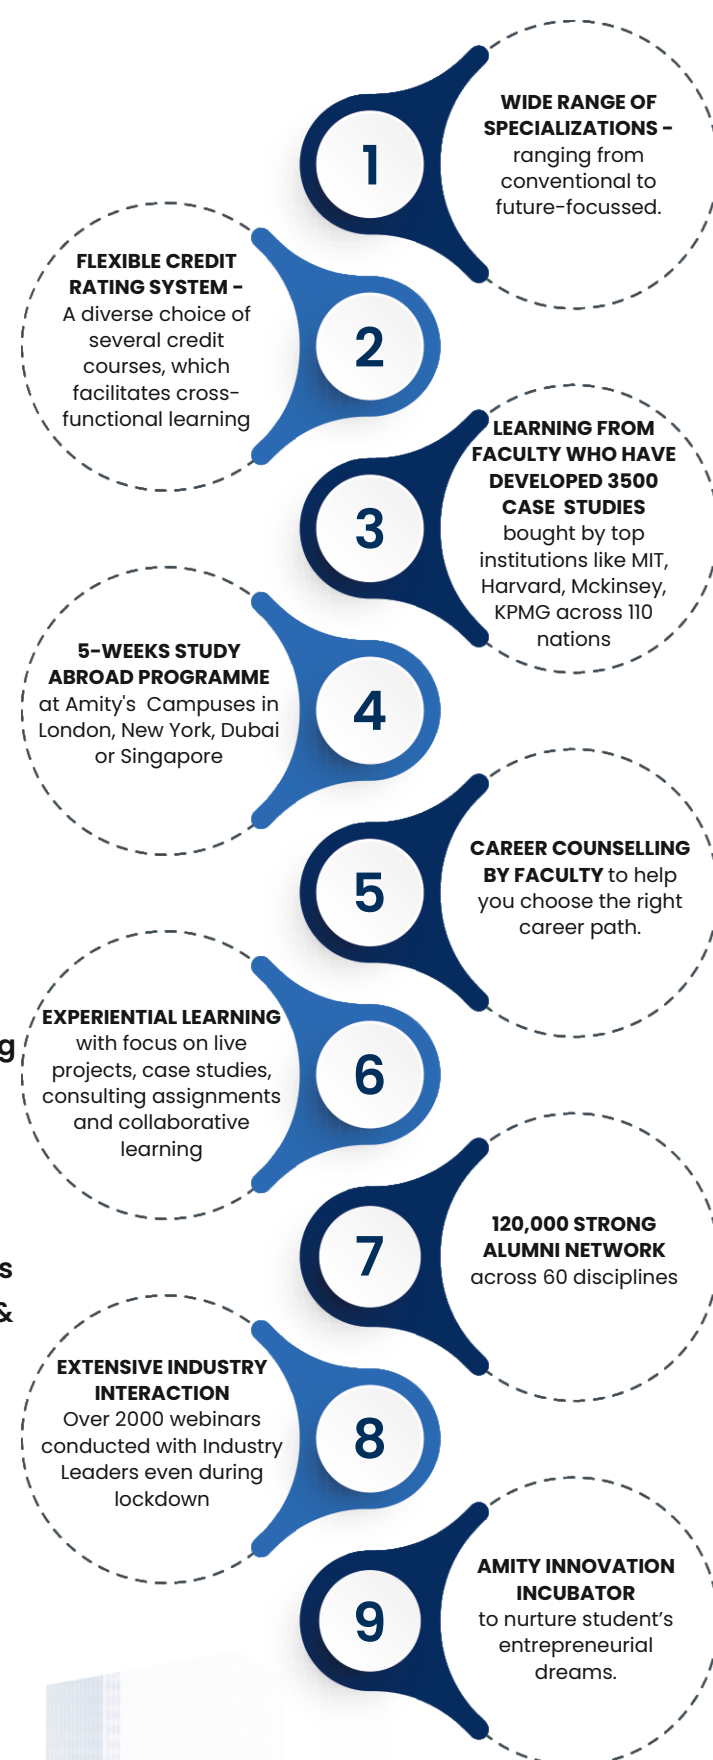 1
WIDE RANGE OF
SPECIALIZATIONS -
ranging from
conventional to
future-focussed.
FLEXIBLE CREDIT
RATING SYSTEM -
A diverse choice of
several credit
courses, which
facilitates cross-
functional learning
2
3
LEARNING FROM
FACULTY WHO HAVE
DEVELOPED 3500
CASE STUDIES
bought by top
institutions like MIT,
Harvard, Mckinsey,
KPMG across 110
nations
5-WEEKS STUDY
ABROAD PROGRAMME
at Amity's Campuses in
London, New York, Dubai
or Singapore
4
5
CAREER COUNSELLING
BY FACULTY to help
you choose the right
career path.
g
EXPERIENTIAL LEARNING
with focus on live
projects, case studies,
consulting assignments
and collaborative
learning
6
7
120,000 STRONG
ALUMNI NETWORK
across 60 disciplines
s
&
EXTENSIVE INDUSTRY
INTERACTION
Over 2000 webinars
conducted with Industry
Leaders even during
lockdown
8
9
AMITY INNOVATION
INCUBATOR
to nurture student's
entrepreneurial
dreams.